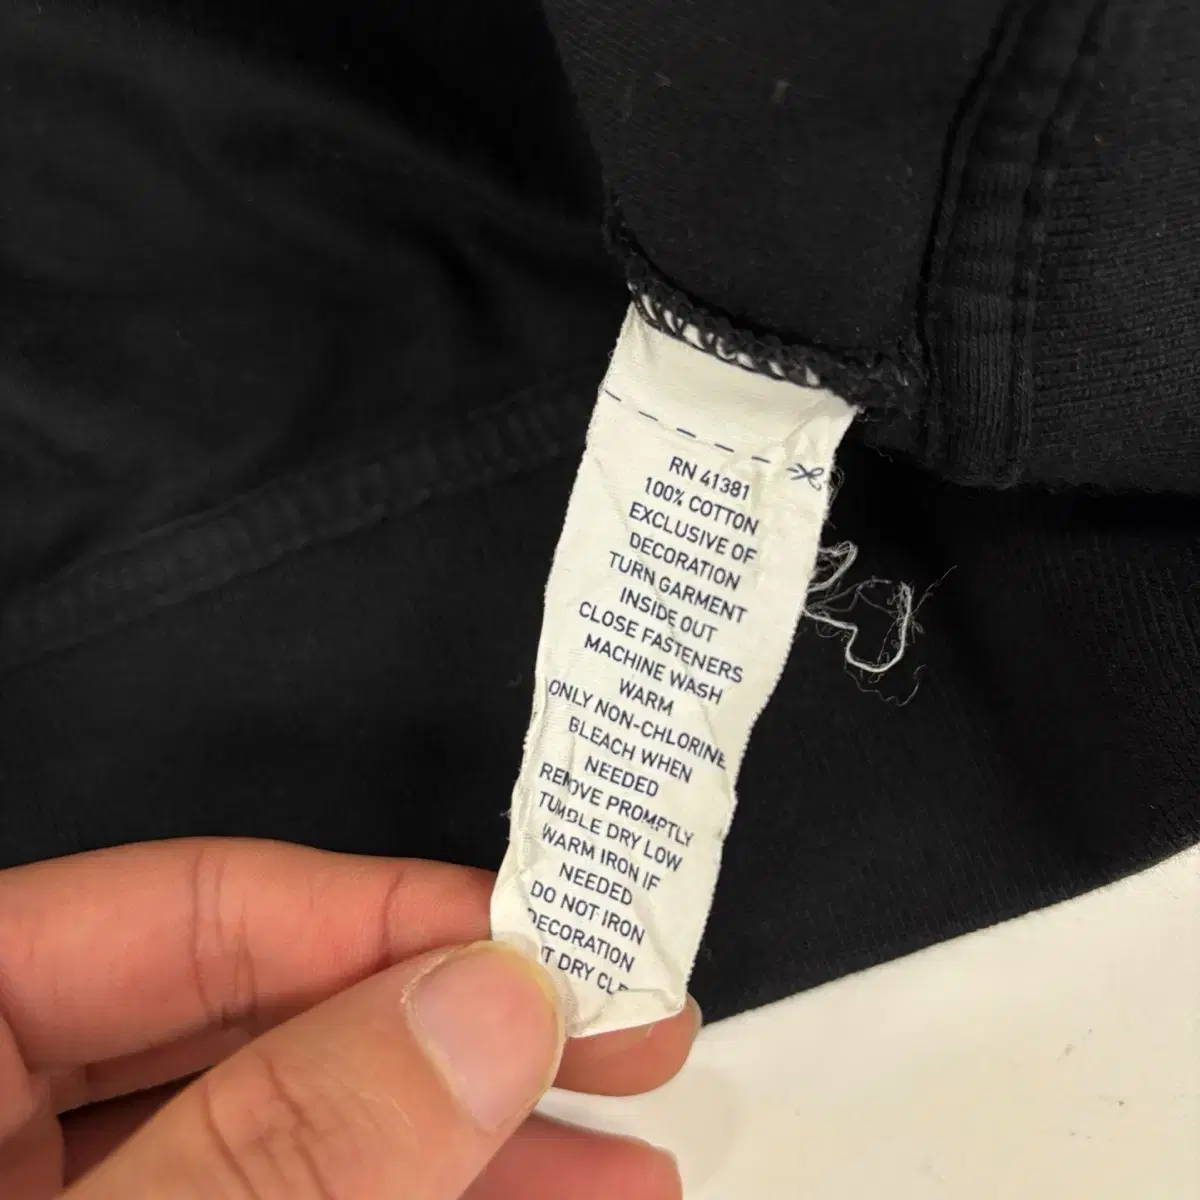 RN 41381
100% COTTON
EXCLUSIVE OF
DECORATION
TURN GARMENT
INSIDE OUT
CLOSE FASTENERS
MACHINE WASH
WARM
ONLY NON-CHLORINE
BLEACH WHEN
NEEDED
REMOVE PROMPTLY
TUMBLE DRY LOW
WARM IRON IF
NEEDED
DO NOT IRON
DECORATION
DRY